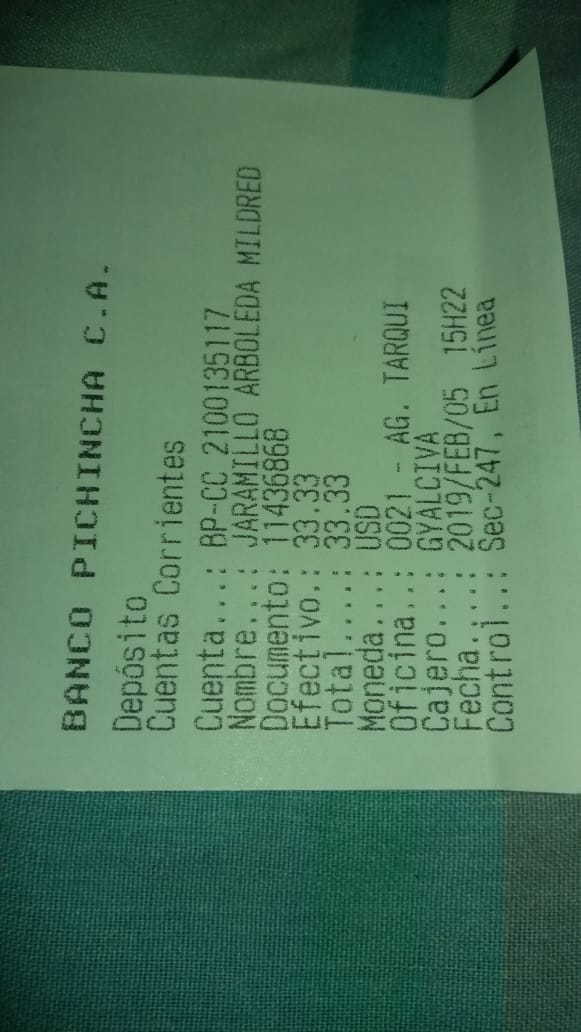 BANCO PICHINCHA C.A.
Depósito
Cuentas Corrientes
Cuenta....: BP-CC 2100135117
Nombre....: JARAMILLO ARBOLEDA MILDRED
Documento: 11436868
Efectivo..: 33.33
Total.....: 33.33
Moneda....: USD
Oficina...: 0021 - AG. TARQUI
Cajero....: GYALCIVA
Fecha.....: 2019/FEB/05 15H22
Control...: Sec-247, En Línea